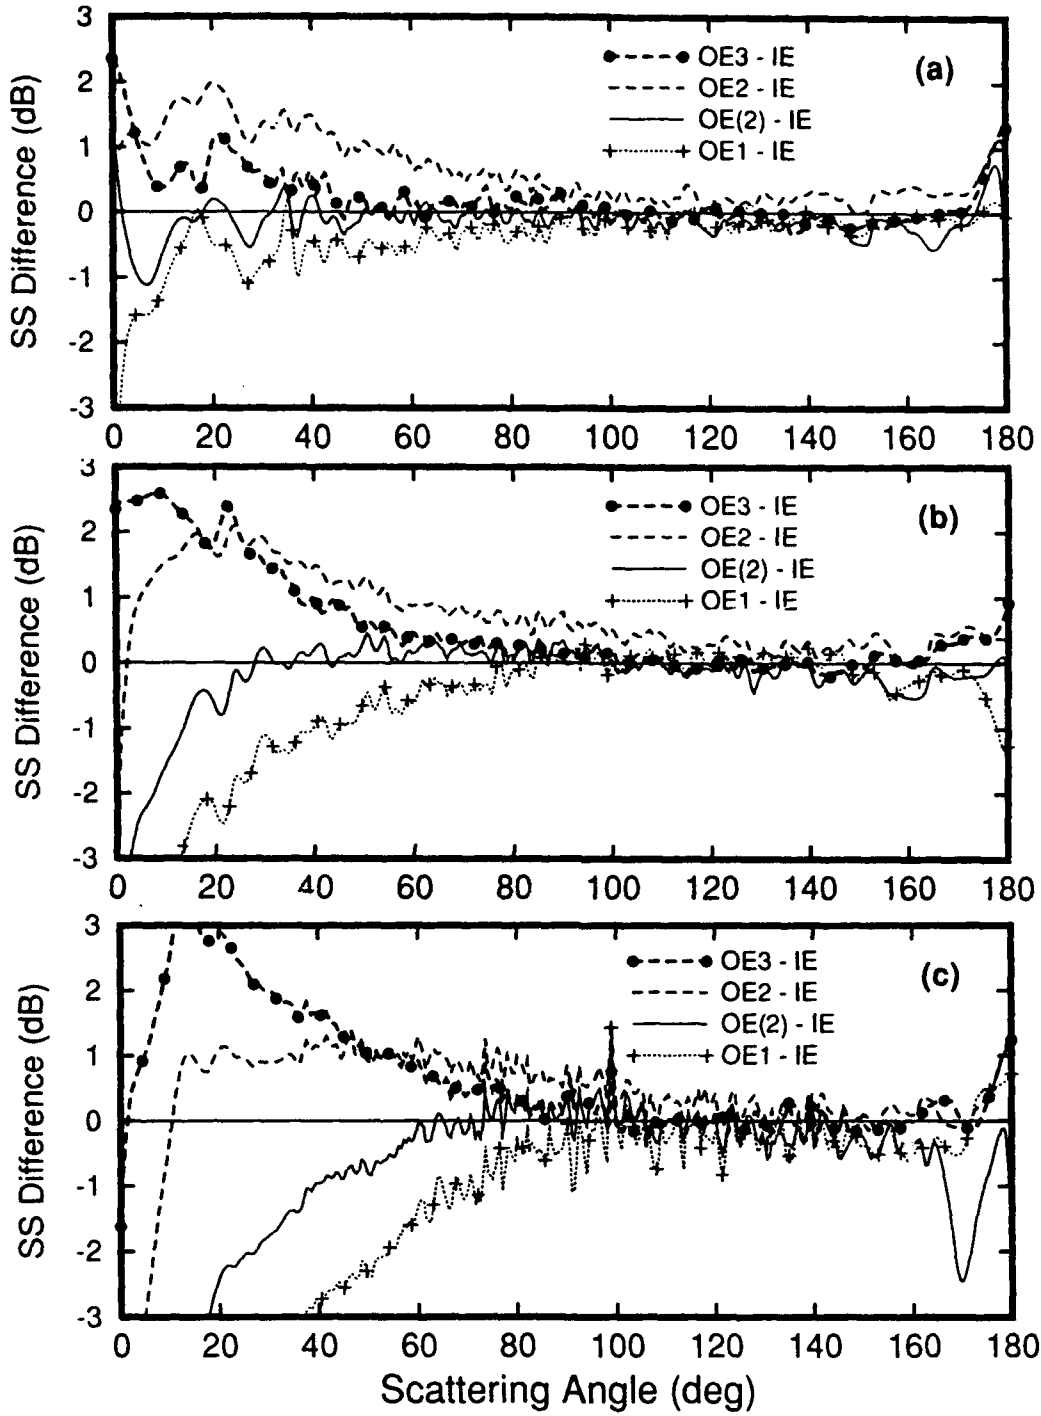 3
2
1
0
-1
-2
-3
SS Difference (dB)
OE3 - IE
OE2 - IE
OE(2) - IE
OE1 - IE
(a)
0 20 40 60 80 100 120 140 160 180
3
2
1
0
-1
-2
-3
SS Difference (dB)
OE3 - IE
OE2 - IE
OE(2) - IE
OE1 - IE
(b)
0 20 40 60 80 100 120 140 160 180
3
2
1
0
-1
-2
-3
SS Difference (dB)
OE3 - IE
OE2 - IE
OE(2) - IE
OE1 - IE
(c)
0 20 40 60 80 100 120 140 160 180
Scattering Angle (deg)